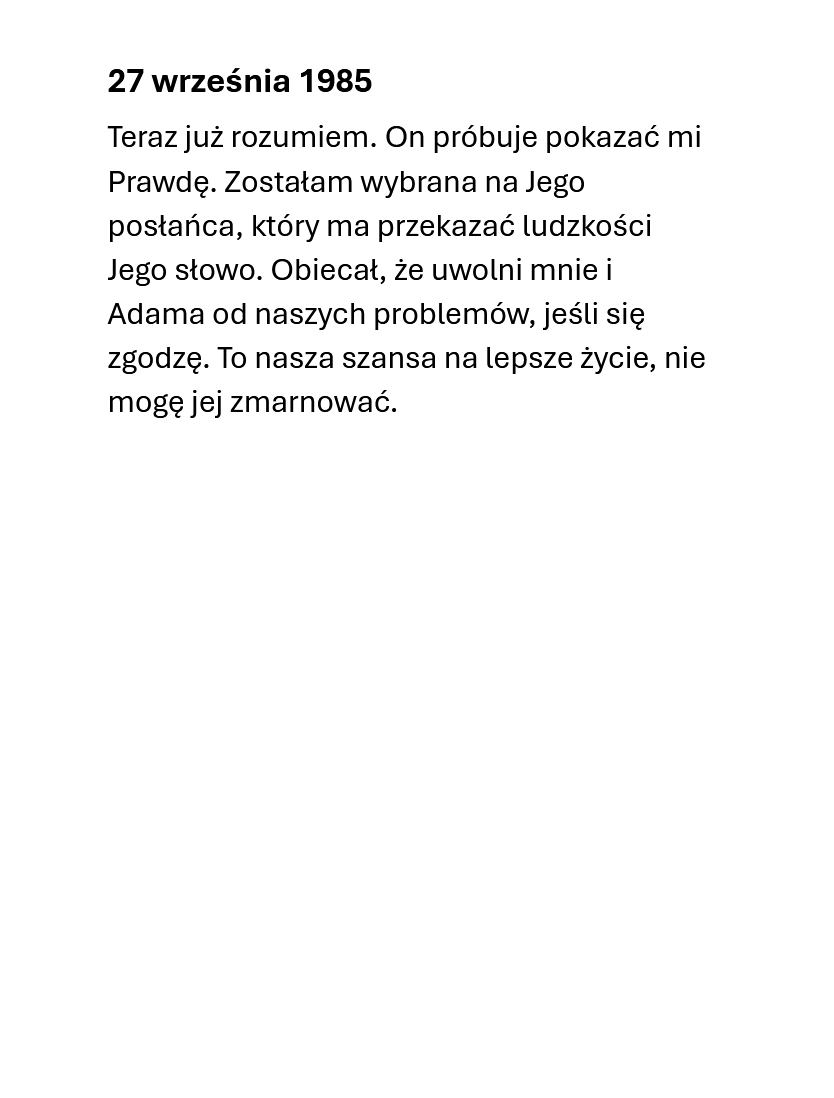 27 września 1985
Teraz już rozumiem. On próbuje pokazać mi
Prawdę. Zostałam wybrana na Jego
posłańca, który ma przekazać ludzkości
Jego słowo. Obiecał, że uwolni mnie i
Adama od naszych problemów, jeśli się
zgodzę. To nasza szansa na lepsze życie, nie
mogę jej zmarnować.